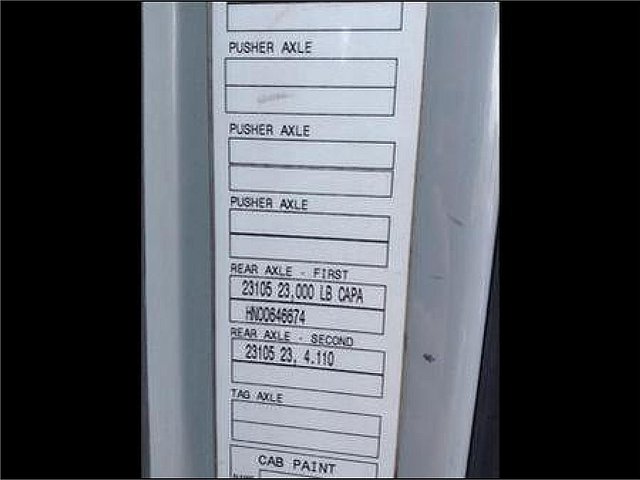 PUSHER AXLE
PUSHER AXLE
PUSHER AXLE
REAR AXLE - FIRST
23105 23,000 LB CAPA
HNO0646674
REAR AXLE - SECOND
23105 23, 4.110
TAG AXLE
CAB PAINT